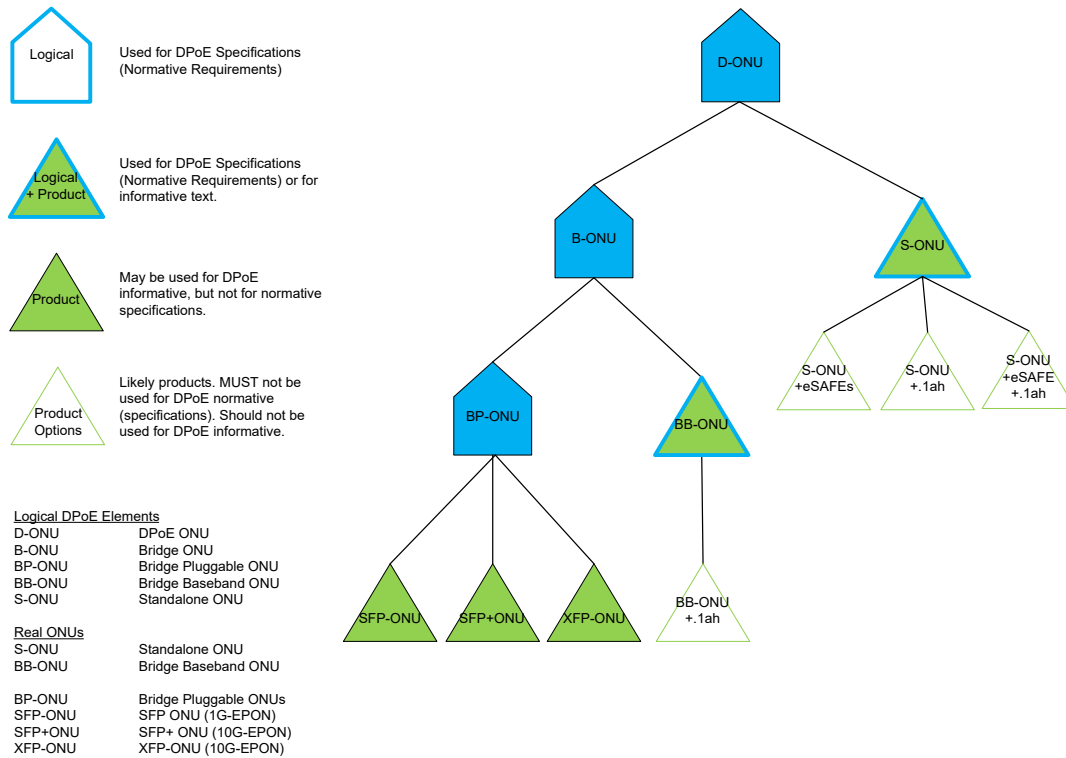 Logical
Used for DPoE Specifications
(Normative Requirements)
Logical
+ Product
Used for DPoE Specifications
(Normative Requirements) or for
informative text.
Product
May be used for DPoE
informative, but not for normative
specifications.
Product
Options
Likely products. MUST not be
used for DPoE normative
(specifications). Should not be
used for DPoE informative.
Logical DPoE Elements
D-ONU DPoE ONU
B-ONU Bridge ONU
BP-ONU Bridge Pluggable ONU
BB-ONU Bridge Baseband ONU
S-ONU Standalone ONU
Real ONUs
S-ONU Standalone ONU
BB-ONU Bridge Baseband ONU
BP-ONU Bridge Pluggable ONUs
SFP-ONU SFP ONU (1G-EPON)
SFP+ONU SFP+ ONU (10G-EPON)
XFP-ONU XFP-ONU (10G-EPON)
D-ONU
B-ONU
S-ONU
S-ONU
+eSAFEs
S-ONU
+.1ah
S-ONU
+eSAFE
+.1ah
BP-ONU
BB-ONU
SFP-ONU
SFP+ONU
XFP-ONU
BB-ONU
+.1ah